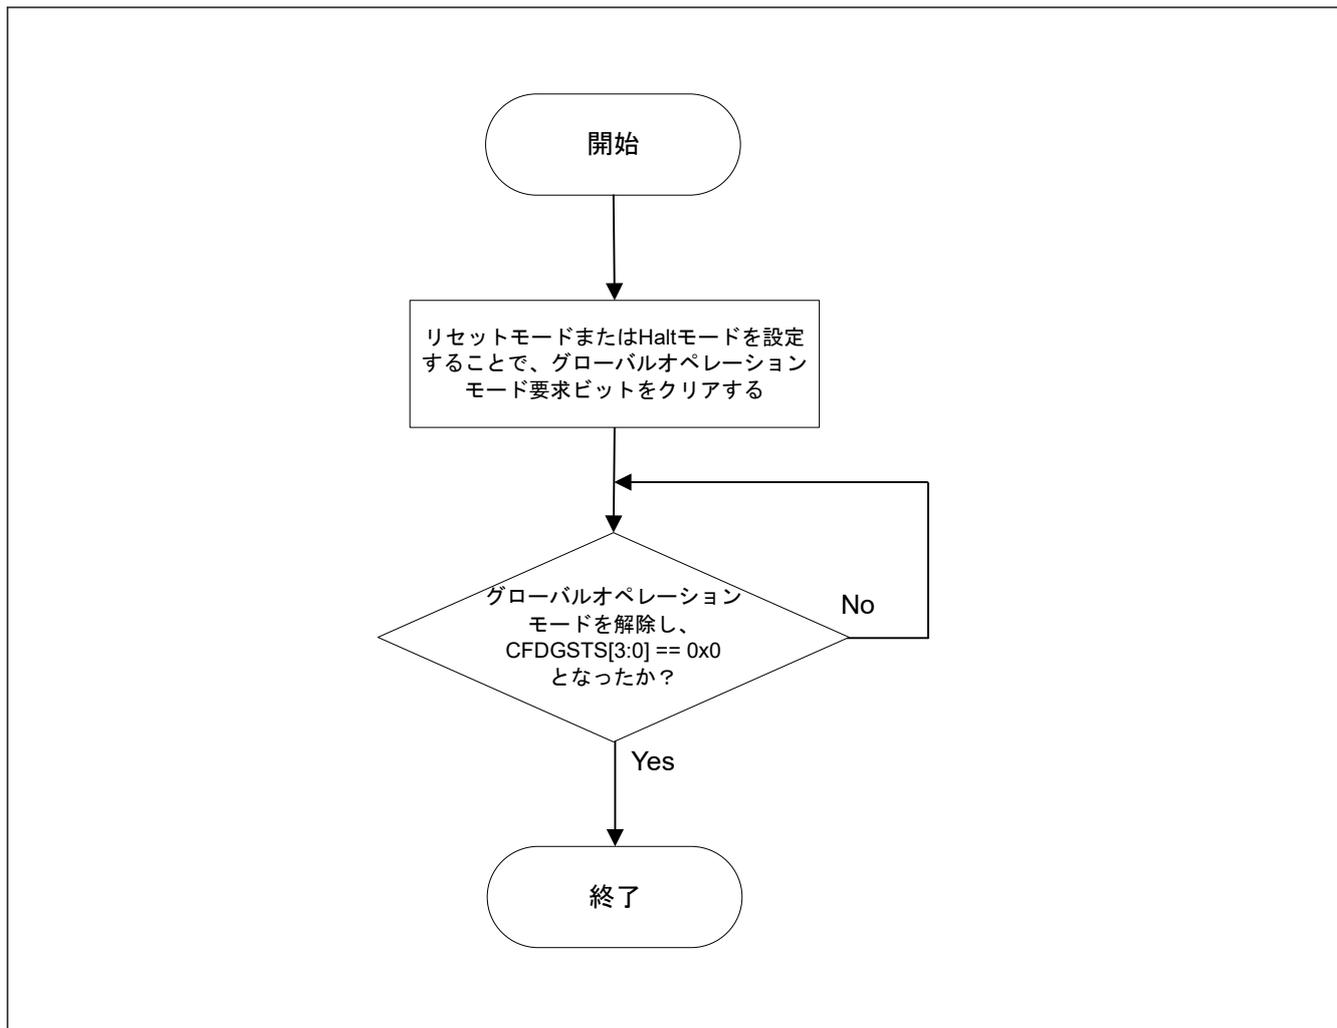 開始
リセットモードまたはHaltモードを設定
することで、グローバルオペレーション
モード要求ビットをクリアする
グローバルオペレーション
モードを解除し、
CFDGSTS[3:0] == 0x0
となったか？
No
Yes
終了